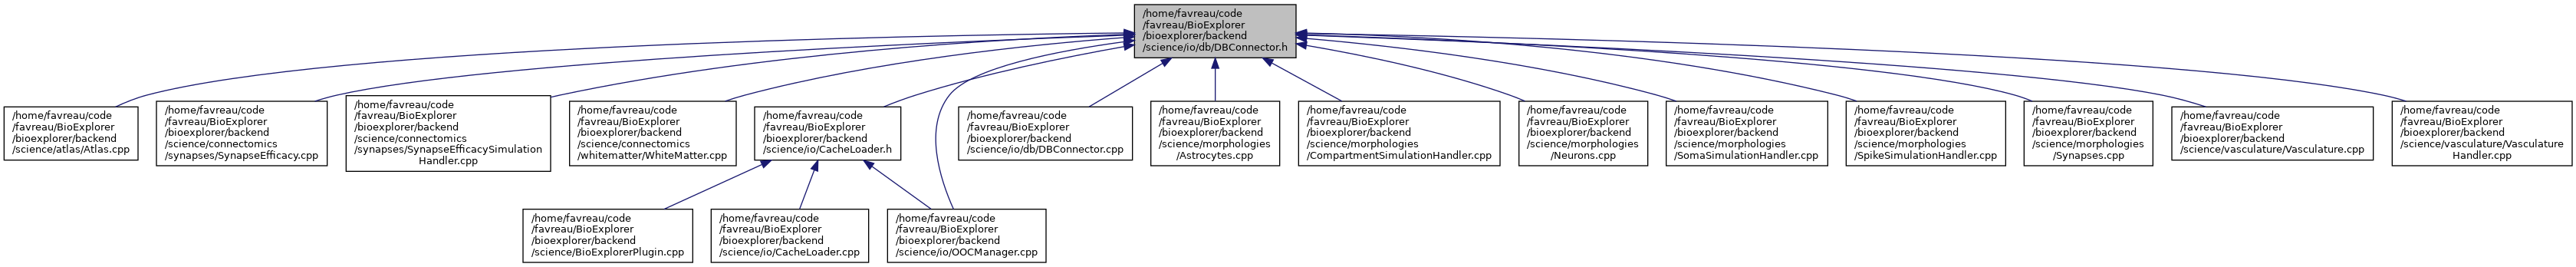 /home/favreau/code
/favreau/BioExplorer
/bioexplorer/backend
/science/io/db/DBConnector.h
/home/favreau/code
/favreau/BioExplorer
/bioexplorer/backend
/science/atlas/Atlas.cpp
/home/favreau/code
/favreau/BioExplorer
/bioexplorer/backend
/science/connectomics
/synapses/SynapseEfficacy.cpp
/home/favreau/code
/favreau/BioExplorer
/bioexplorer/backend
/science/connectomics
/synapses/SynapseEfficacySimulation
Handler.cpp
/home/favreau/code
/favreau/BioExplorer
/bioexplorer/backend
/science/connectomics
/whitematter/WhiteMatter.cpp
/home/favreau/code
/favreau/BioExplorer
/bioexplorer/backend
/science/io/CacheLoader.h
/home/favreau/code
/favreau/BioExplorer
/bioexplorer/backend
/science/io/db/DBConnector.cpp
/home/favreau/code
/favreau/BioExplorer
/bioexplorer/backend
/science/morphologies
/Astrocytes.cpp
/home/favreau/code
/favreau/BioExplorer
/bioexplorer/backend
/science/morphologies
/CompartmentSimulationHandler.cpp
/home/favreau/code
/favreau/BioExplorer
/bioexplorer/backend
/science/morphologies
/Neurons.cpp
/home/favreau/code
/favreau/BioExplorer
/bioexplorer/backend
/science/morphologies
/SomaSimulationHandler.cpp
/home/favreau/code
/favreau/BioExplorer
/bioexplorer/backend
/science/morphologies
/SpikeSimulationHandler.cpp
/home/favreau/code
/favreau/BioExplorer
/bioexplorer/backend
/science/morphologies
/Synapses.cpp
/home/favreau/code
/favreau/BioExplorer
/bioexplorer/backend
/science/vasculature/Vasculature.cpp
/home/favreau/code
/favreau/BioExplorer
/bioexplorer/backend
/science/vasculature/Vasculature
Handler.cpp
/home/favreau/code
/favreau/BioExplorer
/bioexplorer/backend
/science/BioExplorerPlugin.cpp
/home/favreau/code
/favreau/BioExplorer
/bioexplorer/backend
/science/io/CacheLoader.cpp
/home/favreau/code
/favreau/BioExplorer
/bioexplorer/backend
/science/io/OOCManager.cpp